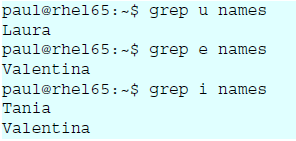 paul@rhel65:~$ grep u names
Laura
paul@rhel65:~$ grep e names
Valentina
paul@rhel65:~$ grep i names
Tania
Valentina